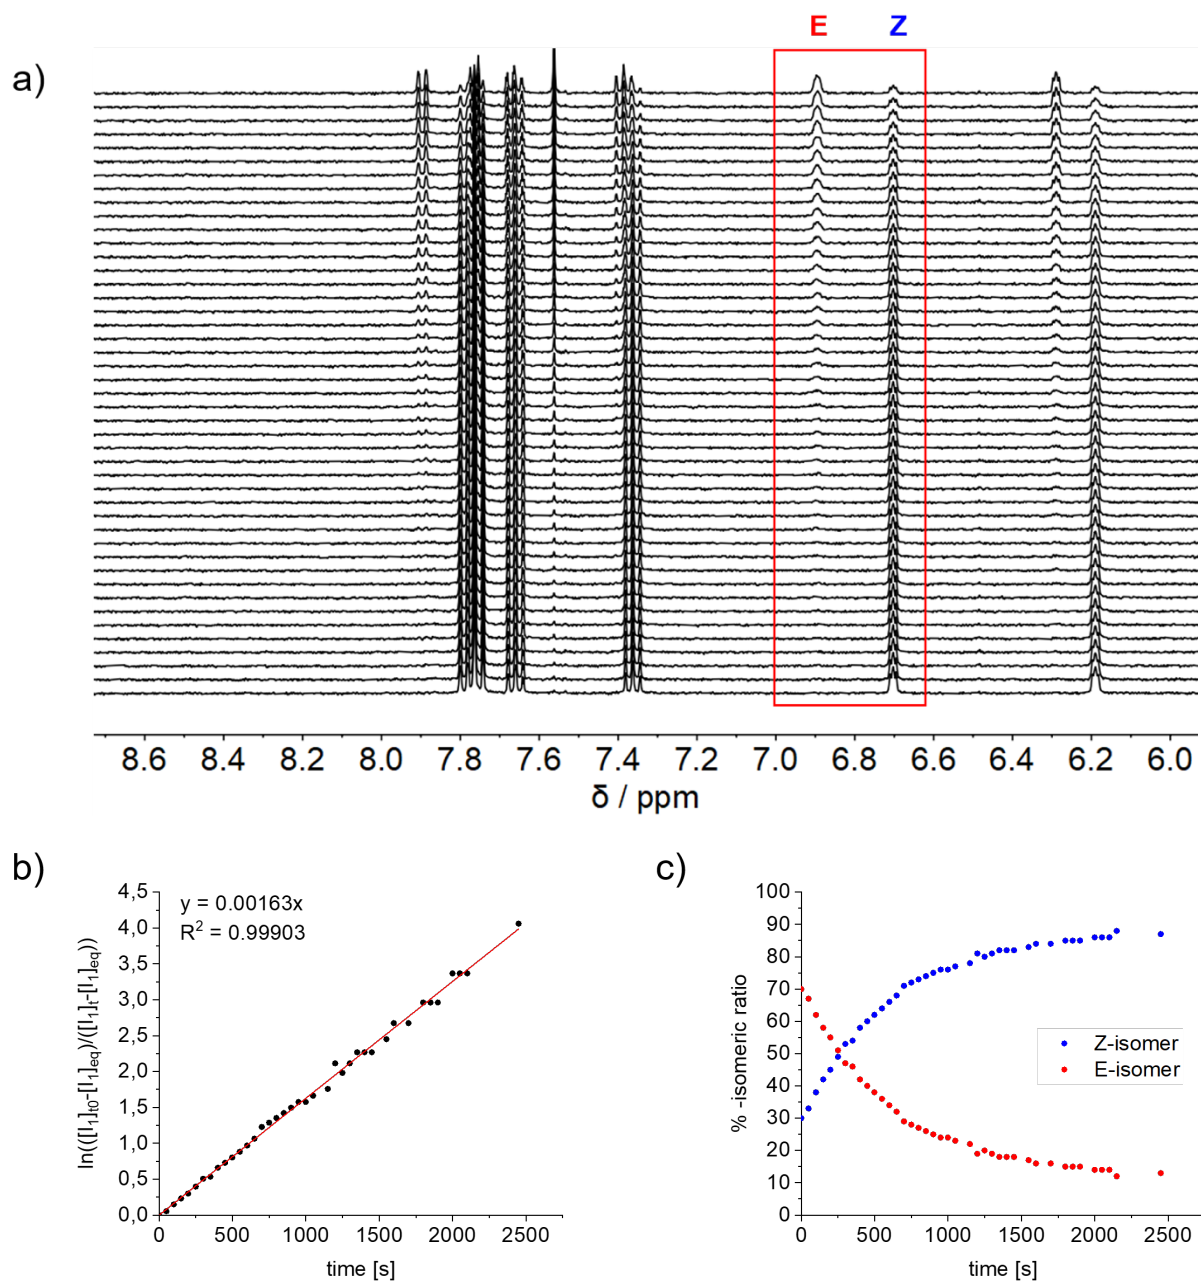 E Z
a)
8.6 8.4 8.2 8.0 7.8 7.6 7.4 7.2 7.0 6.8 6.6 6.4 6.2 6.0
δ / ppm
b)
4,5
4,0
3,5
3,0
2,5
2,0
1,5
1,0
0,5
0,0
ln(([I₁]t0-[I₁]eq)/([I₁]t-[I₁]eq))
y = 0.00163x
R² = 0.99903
0 500 1000 1500 2000 2500
time [s]
c)
100
90
80
70
60
50
40
30
20
10
0
% -isomeric ratio
Z-isomer
E-isomer
0 500 1000 1500 2000 2500
time [s]